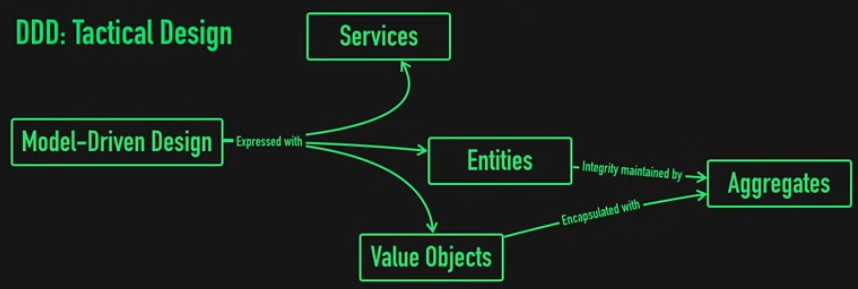 DDD: Tactical Design
Services
Model-Driven Design
Expressed with
Entities
Integrity maintained by
Aggregates
Encapsulated with
Value Objects